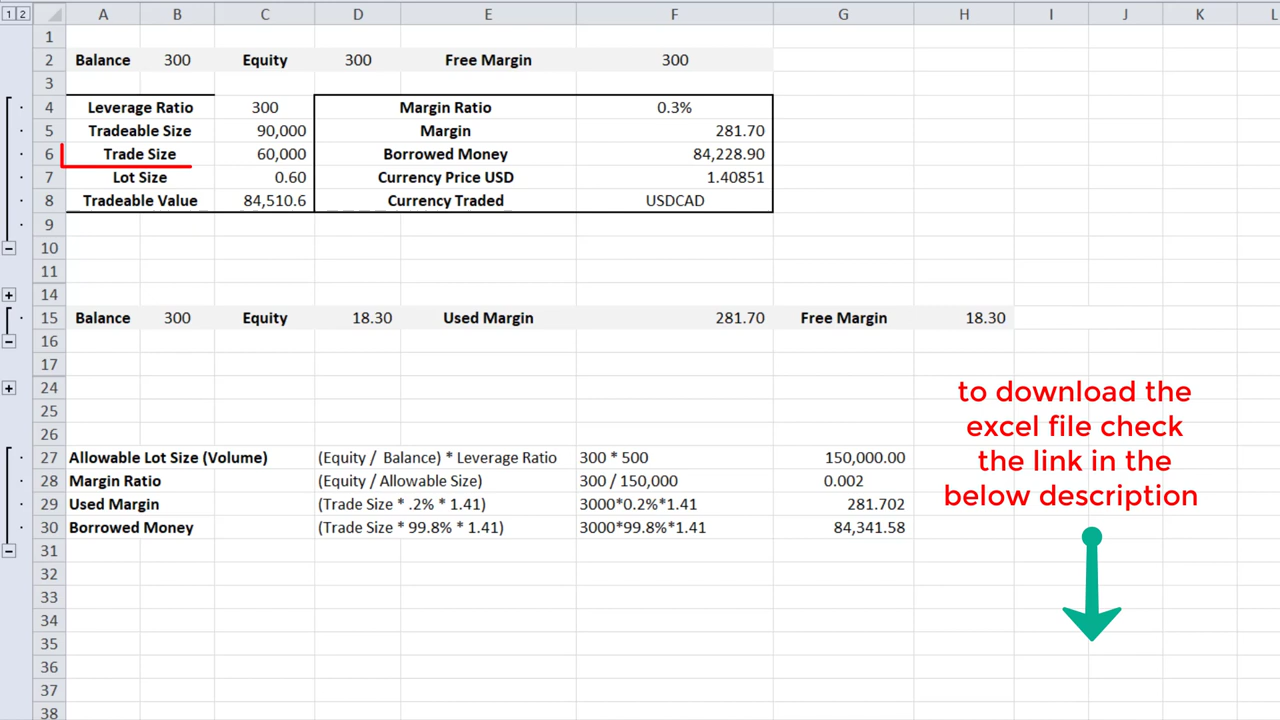 1 2 A B C D E F G H I J K L
1
2 Balance 300 Equity 300 Free Margin 300
3
4 Leverage Ratio 300 Margin Ratio 0.3%
5 Tradeable Size 90,000 Margin 281.70
6 Trade Size 60,000 Borrowed Money 84,228.90
7 Lot Size 0.60 Currency Price USD 1.40851
8 Tradeable Value 84,510.6 Currency Traded USDCAD
9
10
11
14
15 Balance 300 Equity 18.30 Used Margin 281.70 Free Margin 18.30
16
17
24
25
26
27 Allowable Lot Size (Volume) (Equity / Balance) * Leverage Ratio 300 * 500 150,000.00
28 Margin Ratio (Equity / Allowable Size) 300 / 150,000 0.002
29 Used Margin (Trade Size * .2% * 1.41) 3000*0.2%*1.41 281.702
30 Borrowed Money (Trade Size * 99.8% * 1.41) 3000*99.8%*1.41 84,341.58
31
32
33
34
35
36
37
38
to download the
excel file check
the link in the
below description